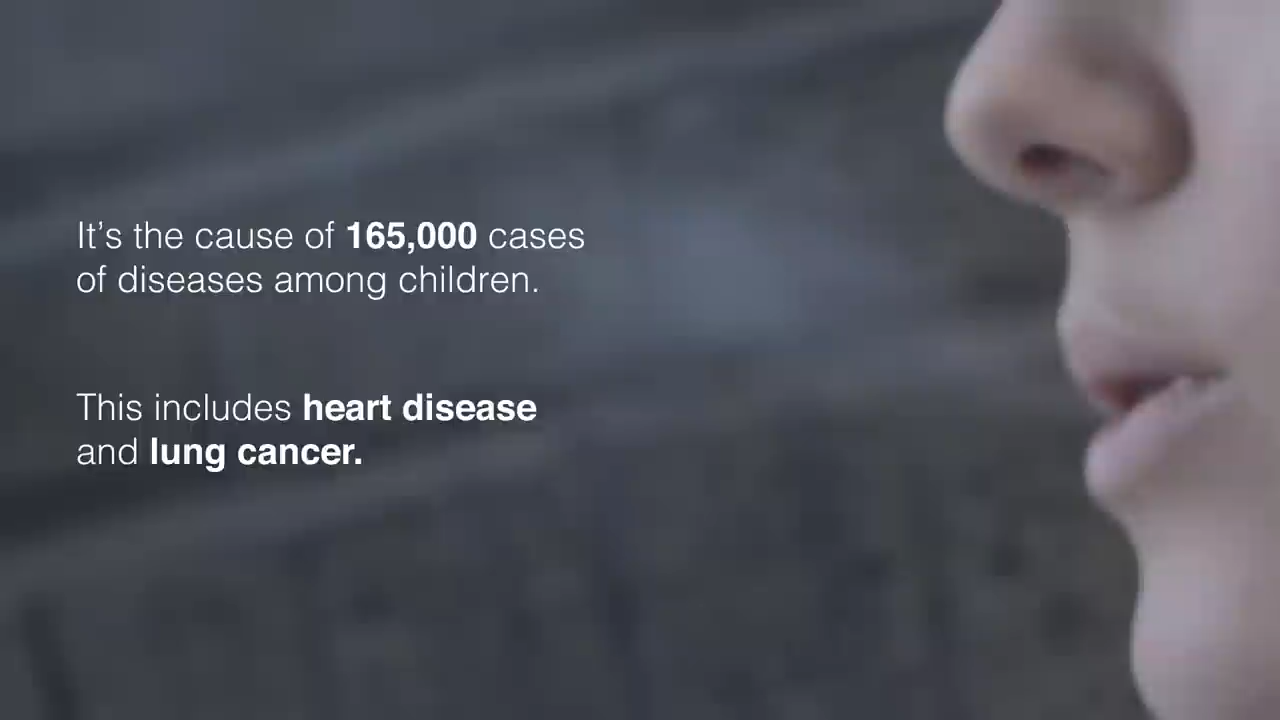 It’s the cause of 165,000 cases
of diseases among children.
This includes heart disease
and lung cancer.